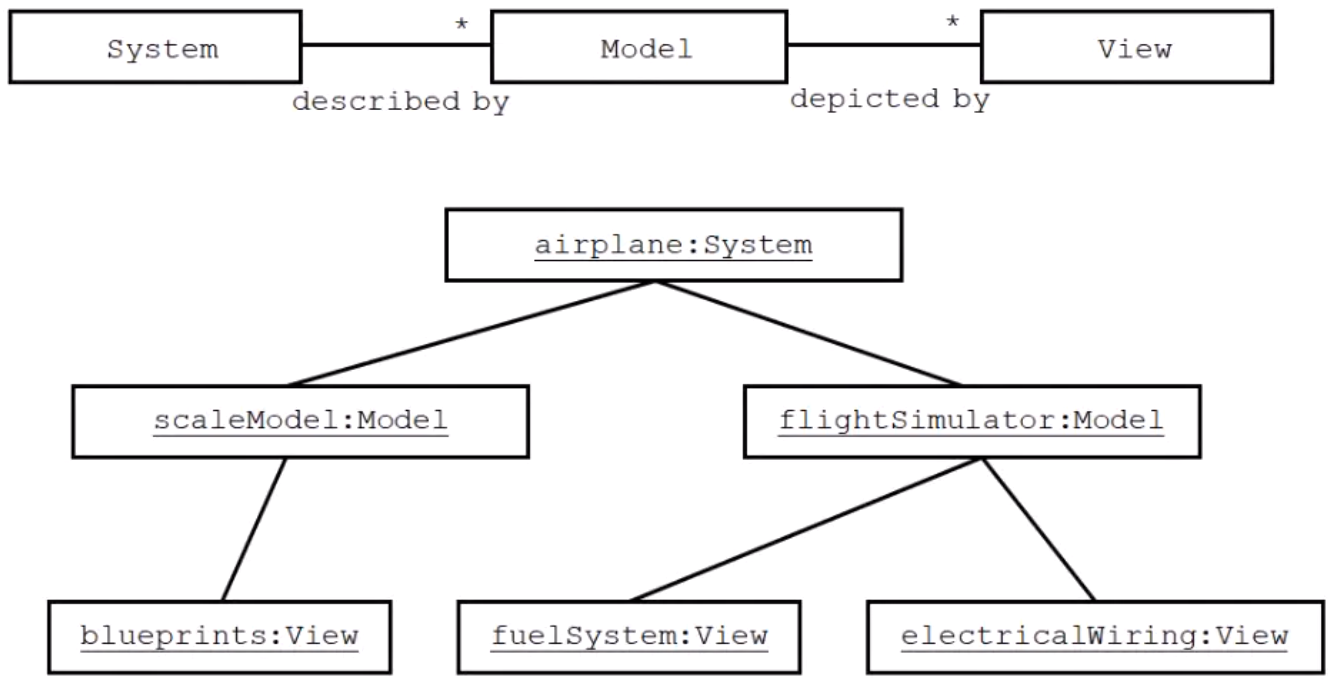 * *
System Model View
described by depicted by
airplane:System
scaleModel:Model flightSimulator:Model
blueprints:View fuelSystem:View electricalWiring:View